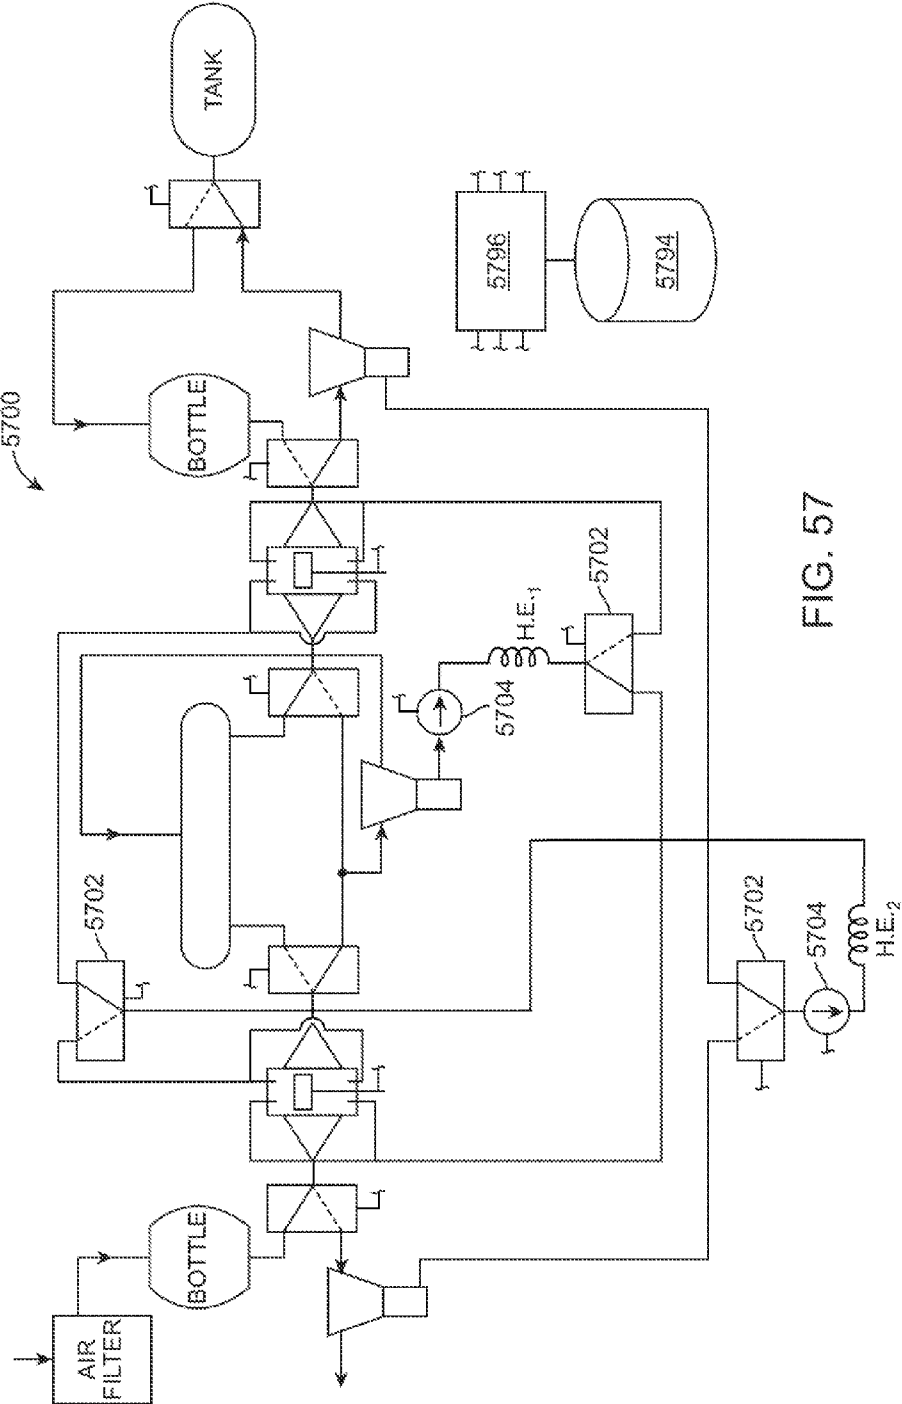 TANK
5796
5794
5700
BOTTLE
5702
H.E.1
5704
FIG. 57
5702
5702
5704
H.E.2
BOTTLE
AIR
FILTER